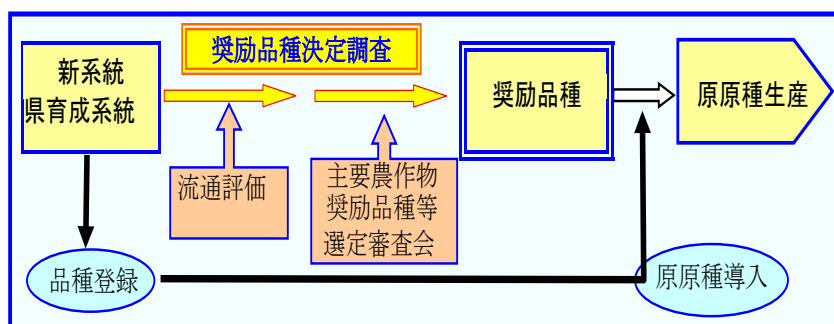 奨励品種決定調査
新系統
県育成系統
奨励品種
原原種生産
流通評価
主要農作物
奨励品種等
選定審査会
品種登録
原原種導入